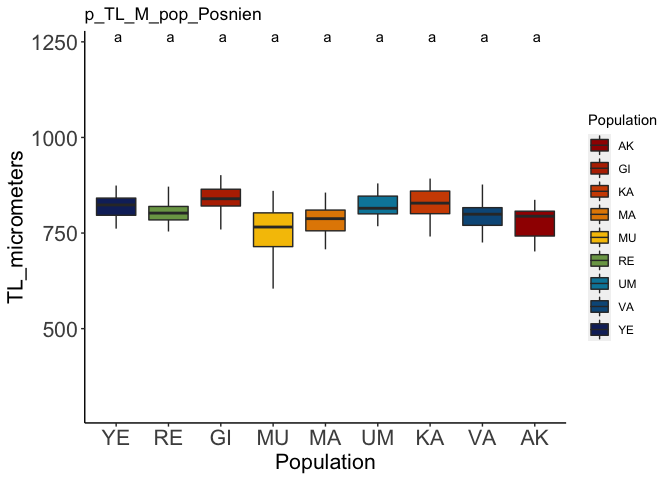 p_TL_M_pop_Posnien
a a a a a a a a a
1250
1000
750
500
TL_micrometers
YE RE GI MU MA UM KA VA AK
Population
Population
AK
GI
KA
MA
MU
RE
UM
VA
YE